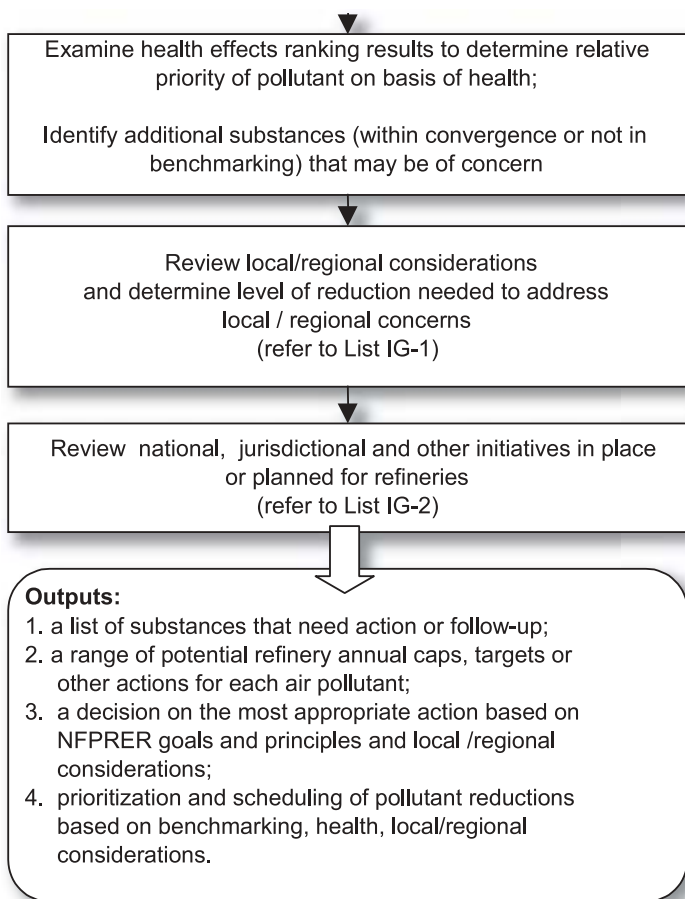 Examine health effects ranking results to determine relative
priority of pollutant on basis of health;
Identify additional substances (within convergence or not in
benchmarking) that may be of concern
Review local/regional considerations
and determine level of reduction needed to address
local / regional concerns
(refer to List IG-1)
Review national, jurisdictional and other initiatives in place
or planned for refineries
(refer to List IG-2)
Outputs:
1. a list of substances that need action or follow-up;
2. a range of potential refinery annual caps, targets or
other actions for each air pollutant;
3. a decision on the most appropriate action based on
NFPRER goals and principles and local /regional
considerations;
4. prioritization and scheduling of pollutant reductions
based on benchmarking, health, local/regional
considerations.